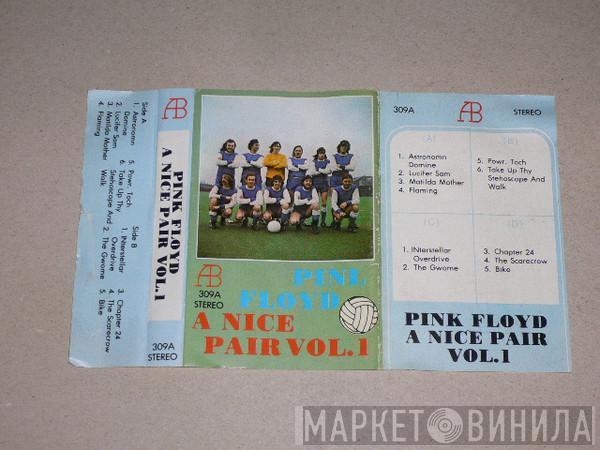 Side A
1. Astronamn
Domine
2. Lucifer Sam
3. Matilda Mother
4. Flaming
5. Powr. Toch
6. Take Up Thy
Stehoscope And
Walk
Side B
1. INterstellar
Overdrive
2. The Gwome
3. Chapter 24
4. The Scarecrow
5. Bike
AB
PINK FLOYD
A NICE PAIR VOL.1
309A
STEREO
AB
309A
STEREO
PINL
FLOYD
A NICE
PAIR VOL.1
309A
AB
STEREO
(A)
1. Astronamn
Domine
2. Lucifer Sam
3. Matilda Mother
4. Flaming
(B)
5. Powr. Toch
6. Take Up Thy
Stehoscope And
Walk
(C)
1. INterstellar
Overdrive
2. The Gwome
(D)
3. Chapter 24
4. The Scarecrow
5. Bike
PINK FLOYD
A NICE PAIR
VOL.1
МАРКЕТ ВИНИЛА